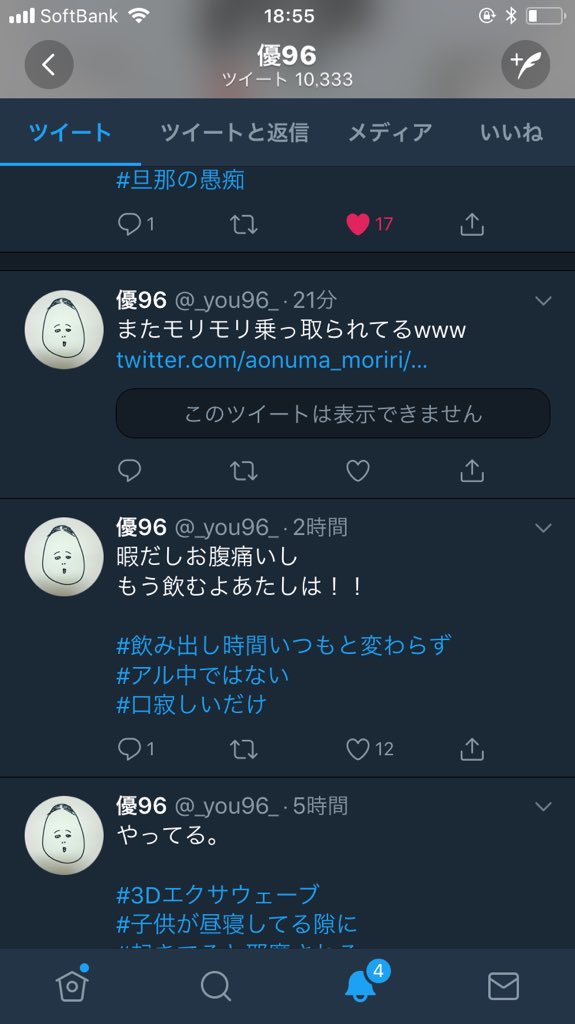 SoftBank 18:55
優96
ツイート 10,333
ツイート ツイートと返信 メディア いいね
#旦那の愚痴
1 17
優96 @_you96_ · 21分
またモリモリ乗っ取られてるwww
twitter.com/aonuma_moriri/...
このツイートは表示できません
優96 @_you96_ · 2時間
暇だしお腹痛いし
もう飲むよあたしは！！
#飲み出し時間いつもと変わらず
#アル中ではない
#口寂しいだけ
1 12
優96 @_you96_ · 5時間
やってる。
#3Dエクサウェーブ
#子供が昼寝してる隙に
4